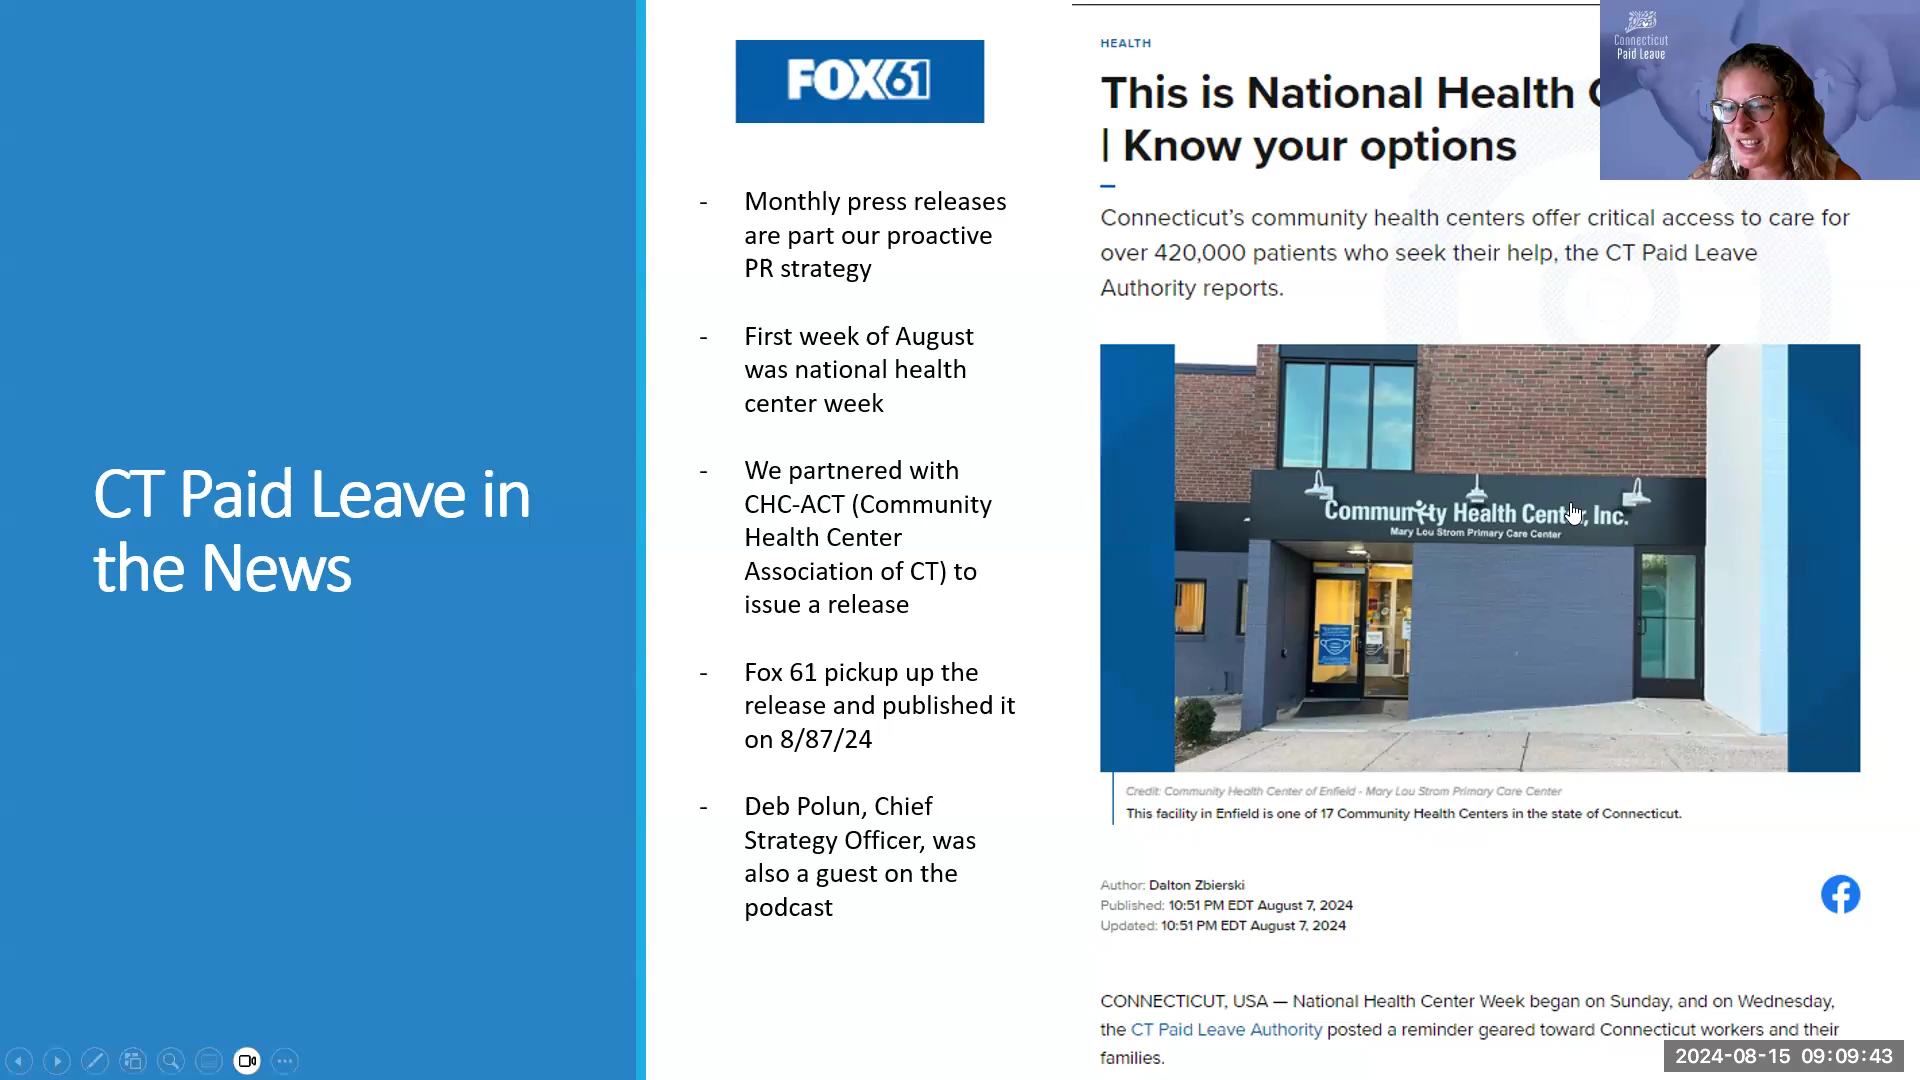 CT Paid Leave in
the News
FOX61
- Monthly press releases
are part our proactive
PR strategy
- First week of August
was national health
center week
- We partnered with
CHC-ACT (Community
Health Center
Association of CT) to
issue a release
- Fox 61 pickup up the
release and published it
on 8/87/24
- Deb Polun, Chief
Strategy Officer, was
also a guest on the
podcast
HEALTH
This is National Health
| Know your options
Connecticut's community health centers offer critical access to care for
over 420,000 patients who seek their help, the CT Paid Leave
Authority reports.
Community Health Center, Inc.
Mary Lou Strom Primary Care Center
Credit: Community Health Center of Enfield - Mary Lou Strom Primary Care Center
This facility in Enfield is one of 17 Community Health Centers in the state of Connecticut.
Author: Dalton Zbierski
Published: 10:51 PM EDT August 7, 2024
Updated: 10:51 PM EDT August 7, 2024
CONNECTICUT, USA — National Health Center Week began on Sunday, and on Wednesday,
the CT Paid Leave Authority posted a reminder geared toward Connecticut workers and their
families.
Connecticut
Paid Leave
2024-08-15 09:09:43